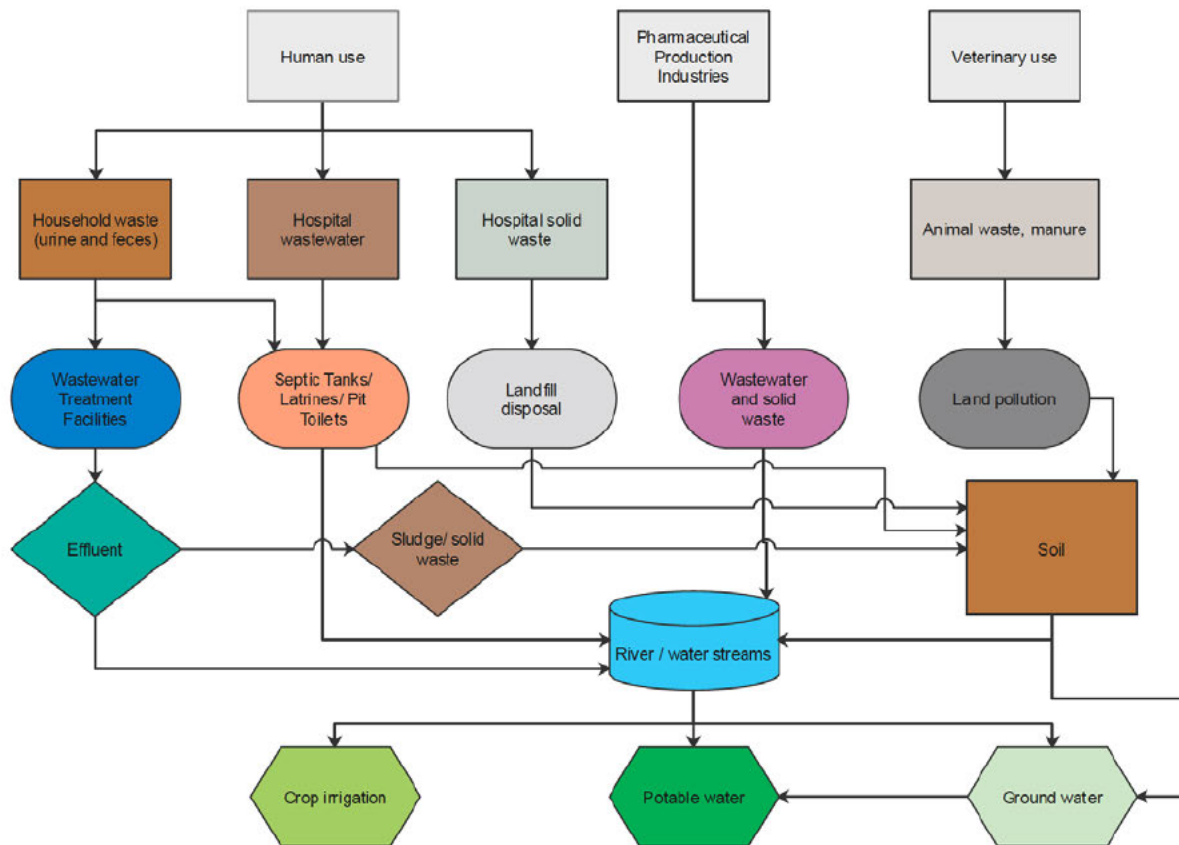 Human use
Pharmaceutical
Production
Industries
Veterinary use
Household waste
(urine and feces)
Hospital
wastewater
Hospital solid
waste
Animal waste, manure
Wastewater
Treatment
Facilities
Septic Tanks/
Latrines/ Pit
Toilets
Landfill
disposal
Wastewater
and solid
waste
Land pollution
Effluent
Sludge/ solid
waste
Soil
River / water streams
Crop irrigation
Potable water
Ground water